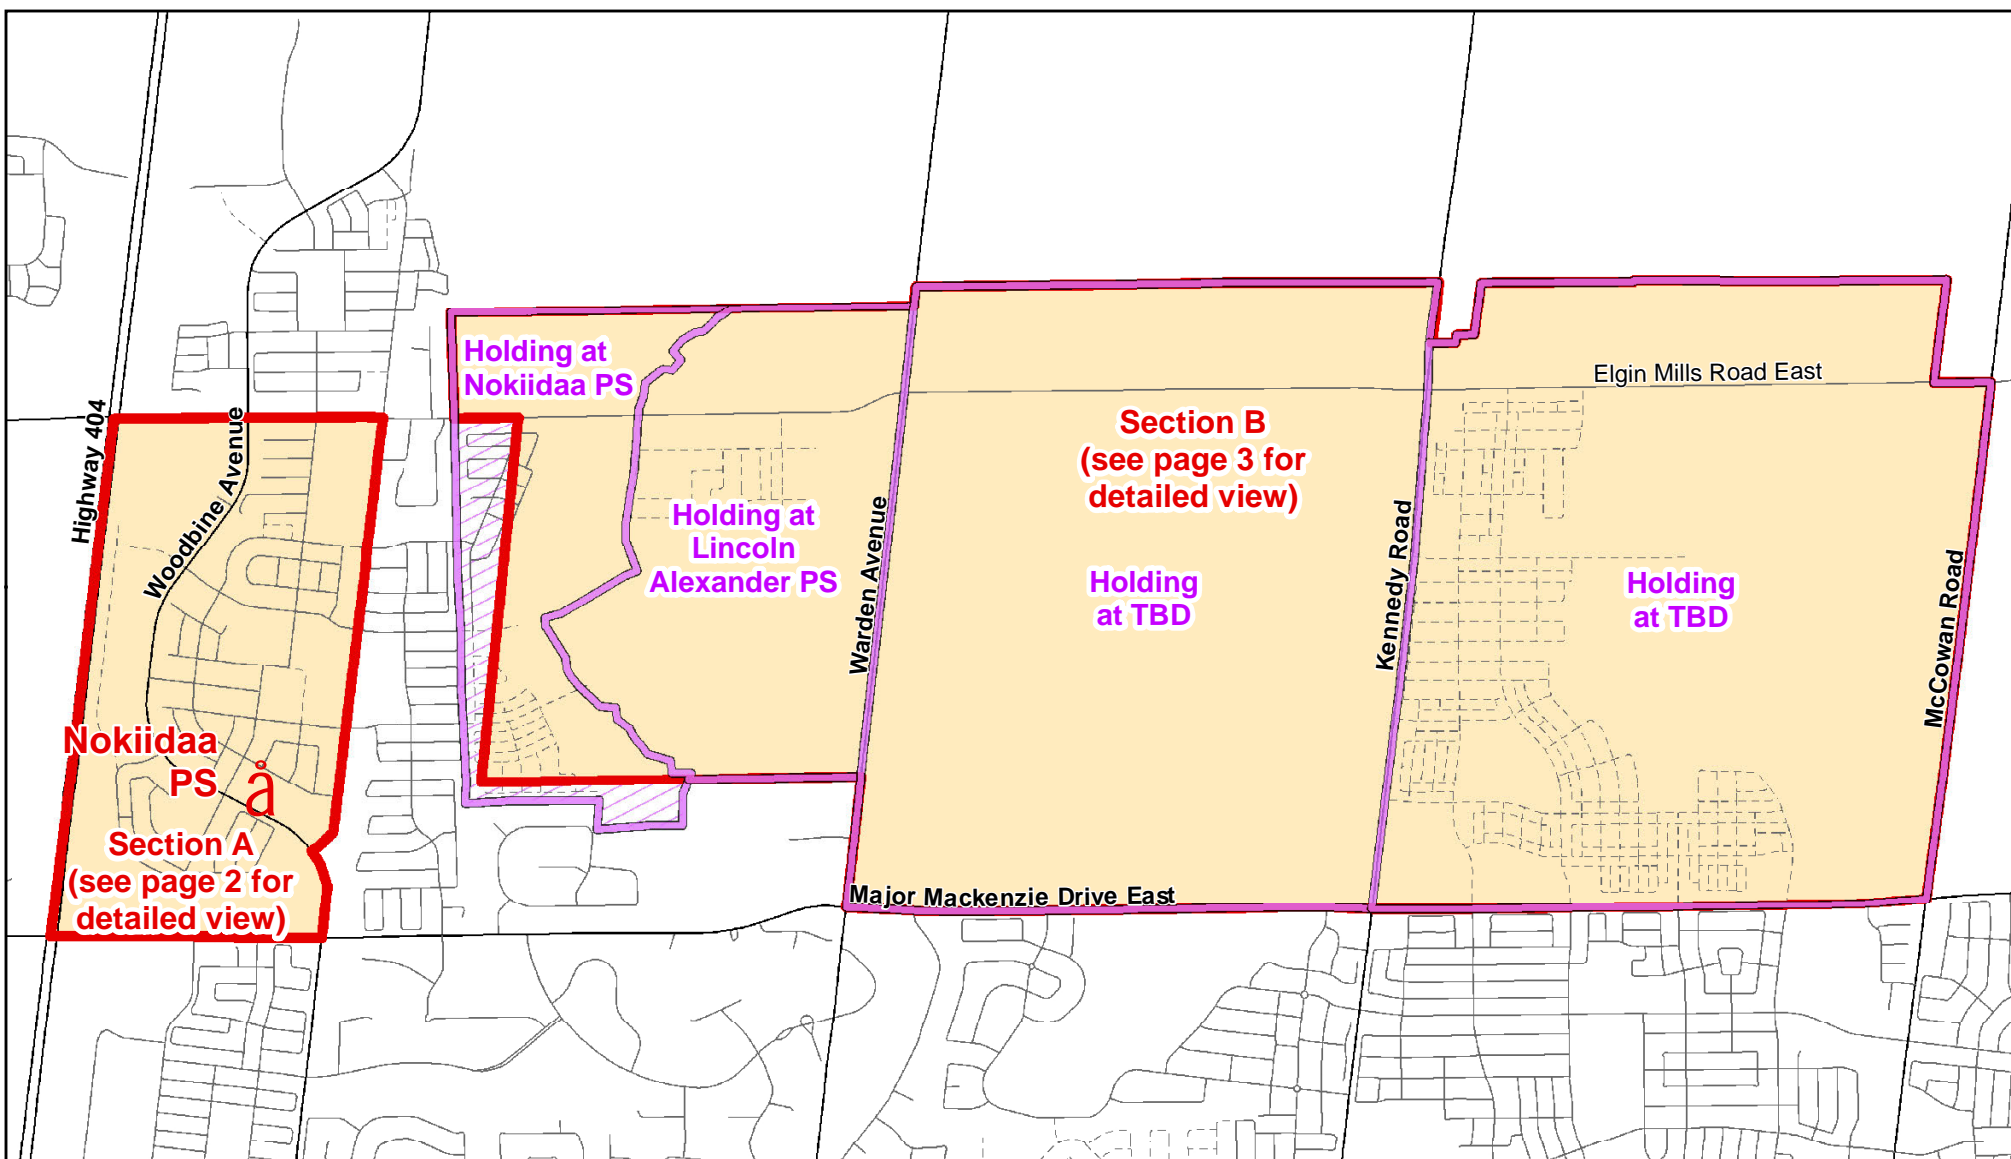 Highway 404
Woodbine Avenue
Nokiidaa
PS
a
Section A
(see page 2 for
detailed view)
Holding at
Nokiidaa PS
Holding at
Lincoln
Alexander PS
Warden Avenue
Section B
(see page 3 for
detailed view)
Holding
at TBD
Major Mackenzie Drive East
Kennedy Road
Elgin Mills Road East
Holding
at TBD
McCowan Road